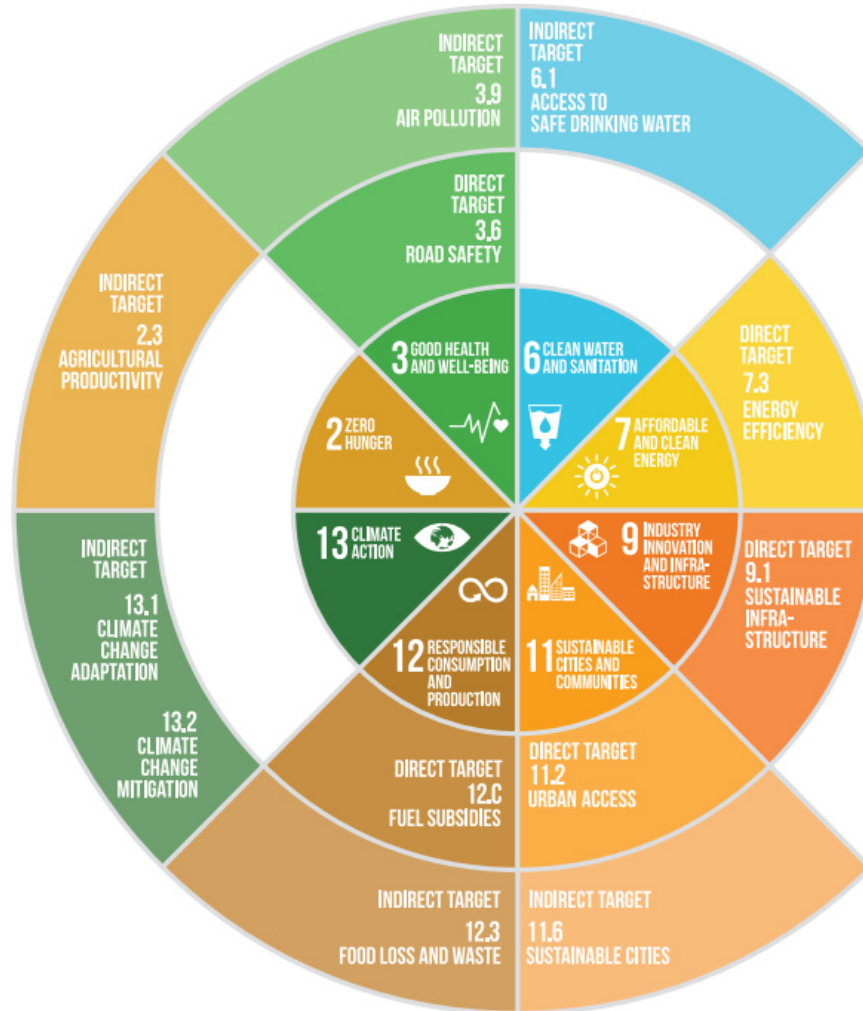 INDIRECT
TARGET
3.9
AIR POLLUTION
INDIRECT
TARGET
6.1
ACCESS TO
SAFE DRINKING WATER
DIRECT
TARGET
3.6
ROAD SAFETY
INDIRECT
TARGET
2.3
AGRICULTURAL
PRODUCTIVITY
3 GOOD HEALTH
AND WELL-BEING
6 CLEAN WATER
AND SANITATION
DIRECT
TARGET
7.3
ENERGY
EFFICIENCY
2 ZERO
HUNGER
7 AFFORDABLE
AND CLEAN
ENERGY
13 CLIMATE
ACTION
9 INDUSTRY
INNOVATION
AND INFRA-
STRUCTURE
INDIRECT
TARGET
13.1
CLIMATE
CHANGE
ADAPTATION
13.2
CLIMATE
CHANGE
MITIGATION
DIRECT TARGET
9.1
SUSTAINABLE
INFRA-
STRUCTURE
12 RESPONSIBLE
CONSUMPTION
AND
PRODUCTION
11 SUSTAINABLE
CITIES AND
COMMUNITIES
DIRECT TARGET
12.C
FUEL SUBSIDIES
DIRECT TARGET
11.2
URBAN ACCESS
INDIRECT TARGET
12.3
FOOD LOSS AND WASTE
INDIRECT TARGET
11.6
SUSTAINABLE CITIES